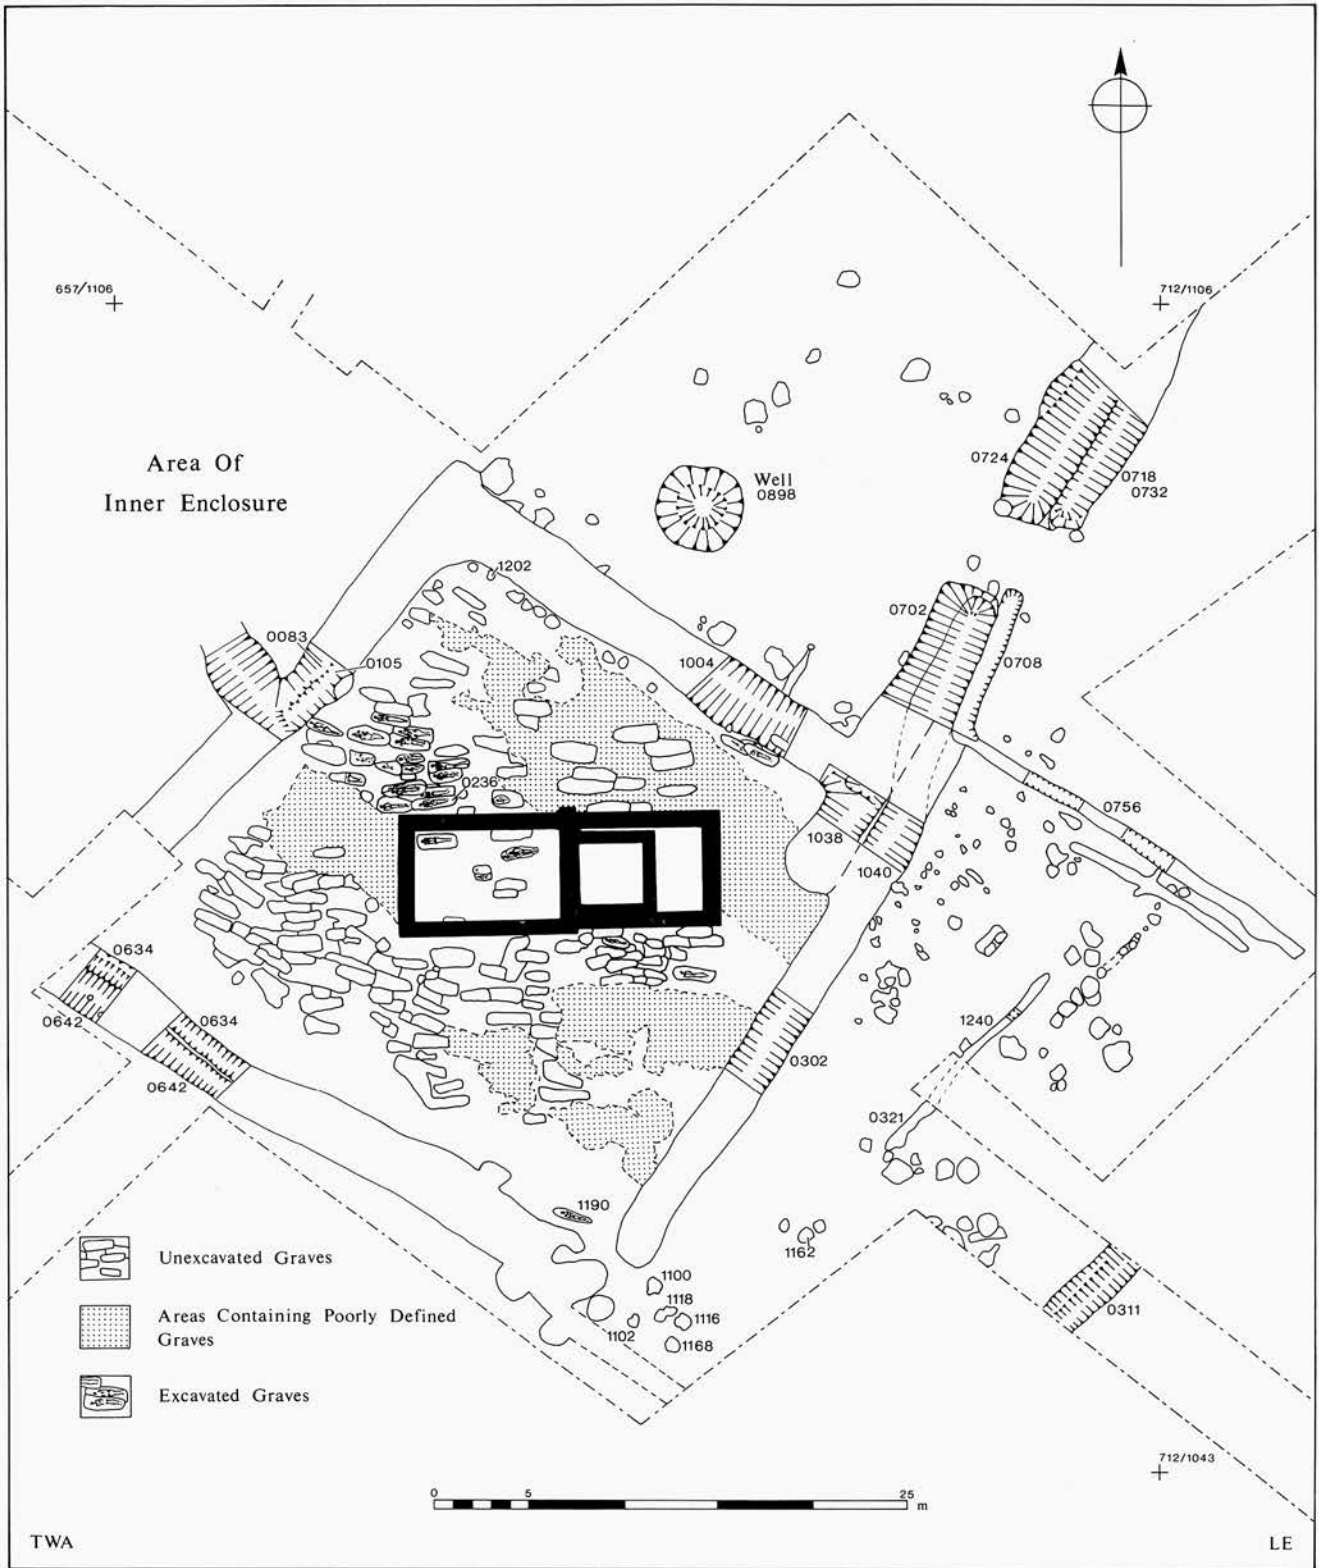 657/1106
712/1106
Area Of
Inner Enclosure
Well
0898
0724
0718
0732
1202
0702
0083
0105
1004
0708
0236
0756
1038
1040
0634
0642
0634
0642
1240
0302
0321
1190
1162
Unexcavated Graves
1100
1118
1116
1102
1168
0311
Areas Containing Poorly Defined
Graves
Excavated Graves
712/1043
0 5 25
m
TWA
LE